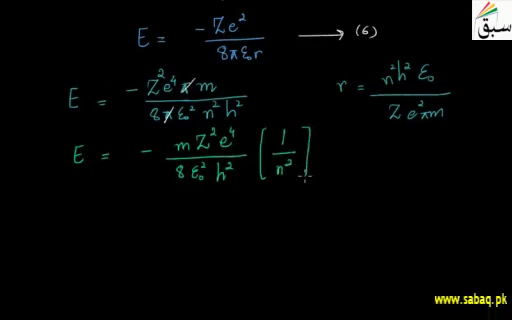 E = -Ze²/8πε₀r ⟶ (6)
سبق
E = -Z²e⁴πm/8πε₀²n²h²
r = n²h²ε₀/Ze²πm
E = - mZ²e⁴/8ε₀²h² [1/n²]
www.sabaq.pk